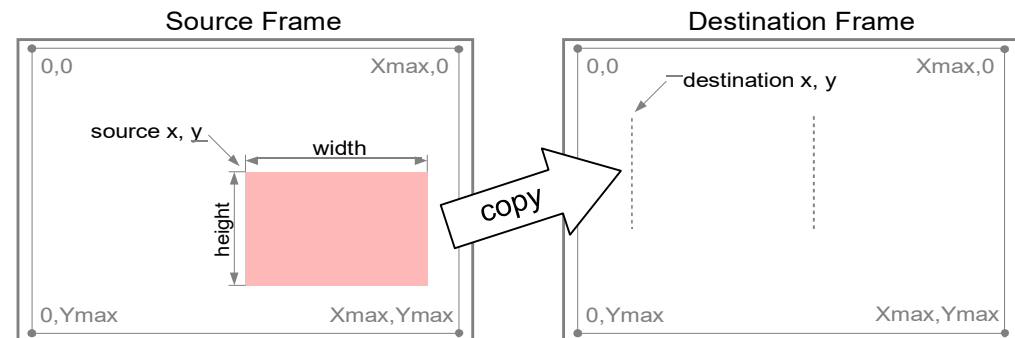 Source Frame
0,0
Xmax,0
source x, y
width
height
0,Ymax
Xmax,Ymax
copy
Destination Frame
0,0
Xmax,0
destination x, y
0,Ymax
Xmax,Ymax